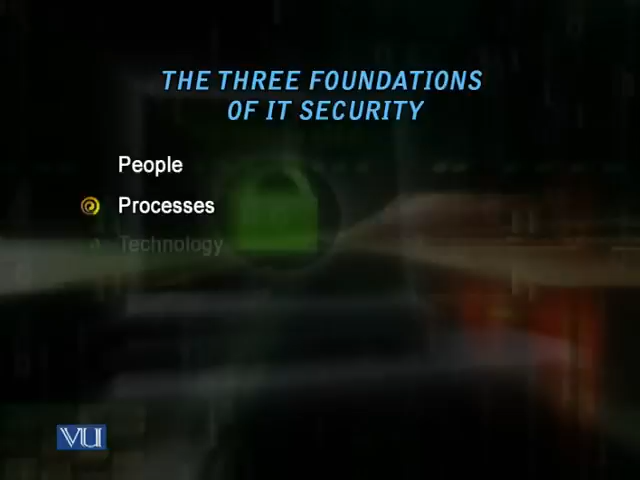 THE THREE FOUNDATIONS
OF IT SECURITY
People
Processes
Technology
VU